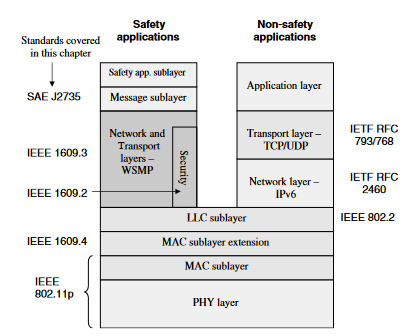 Safety
applications
Non-safety
applications
Standards covered
in this chapter
Safety app. sublayer
SAE J2735
Message sublayer
Application layer
IEEE 1609.3
Network and
Transport
layers –
WSMP
Security
Transport layer –
TCP/UDP
IETF RFC
793/768
IEEE 1609.2
Network layer –
IPv6
IETF RFC
2460
LLC sublayer
IEEE 802.2
IEEE 1609.4
MAC sublayer extension
MAC sublayer
IEEE
802.11p
PHY layer